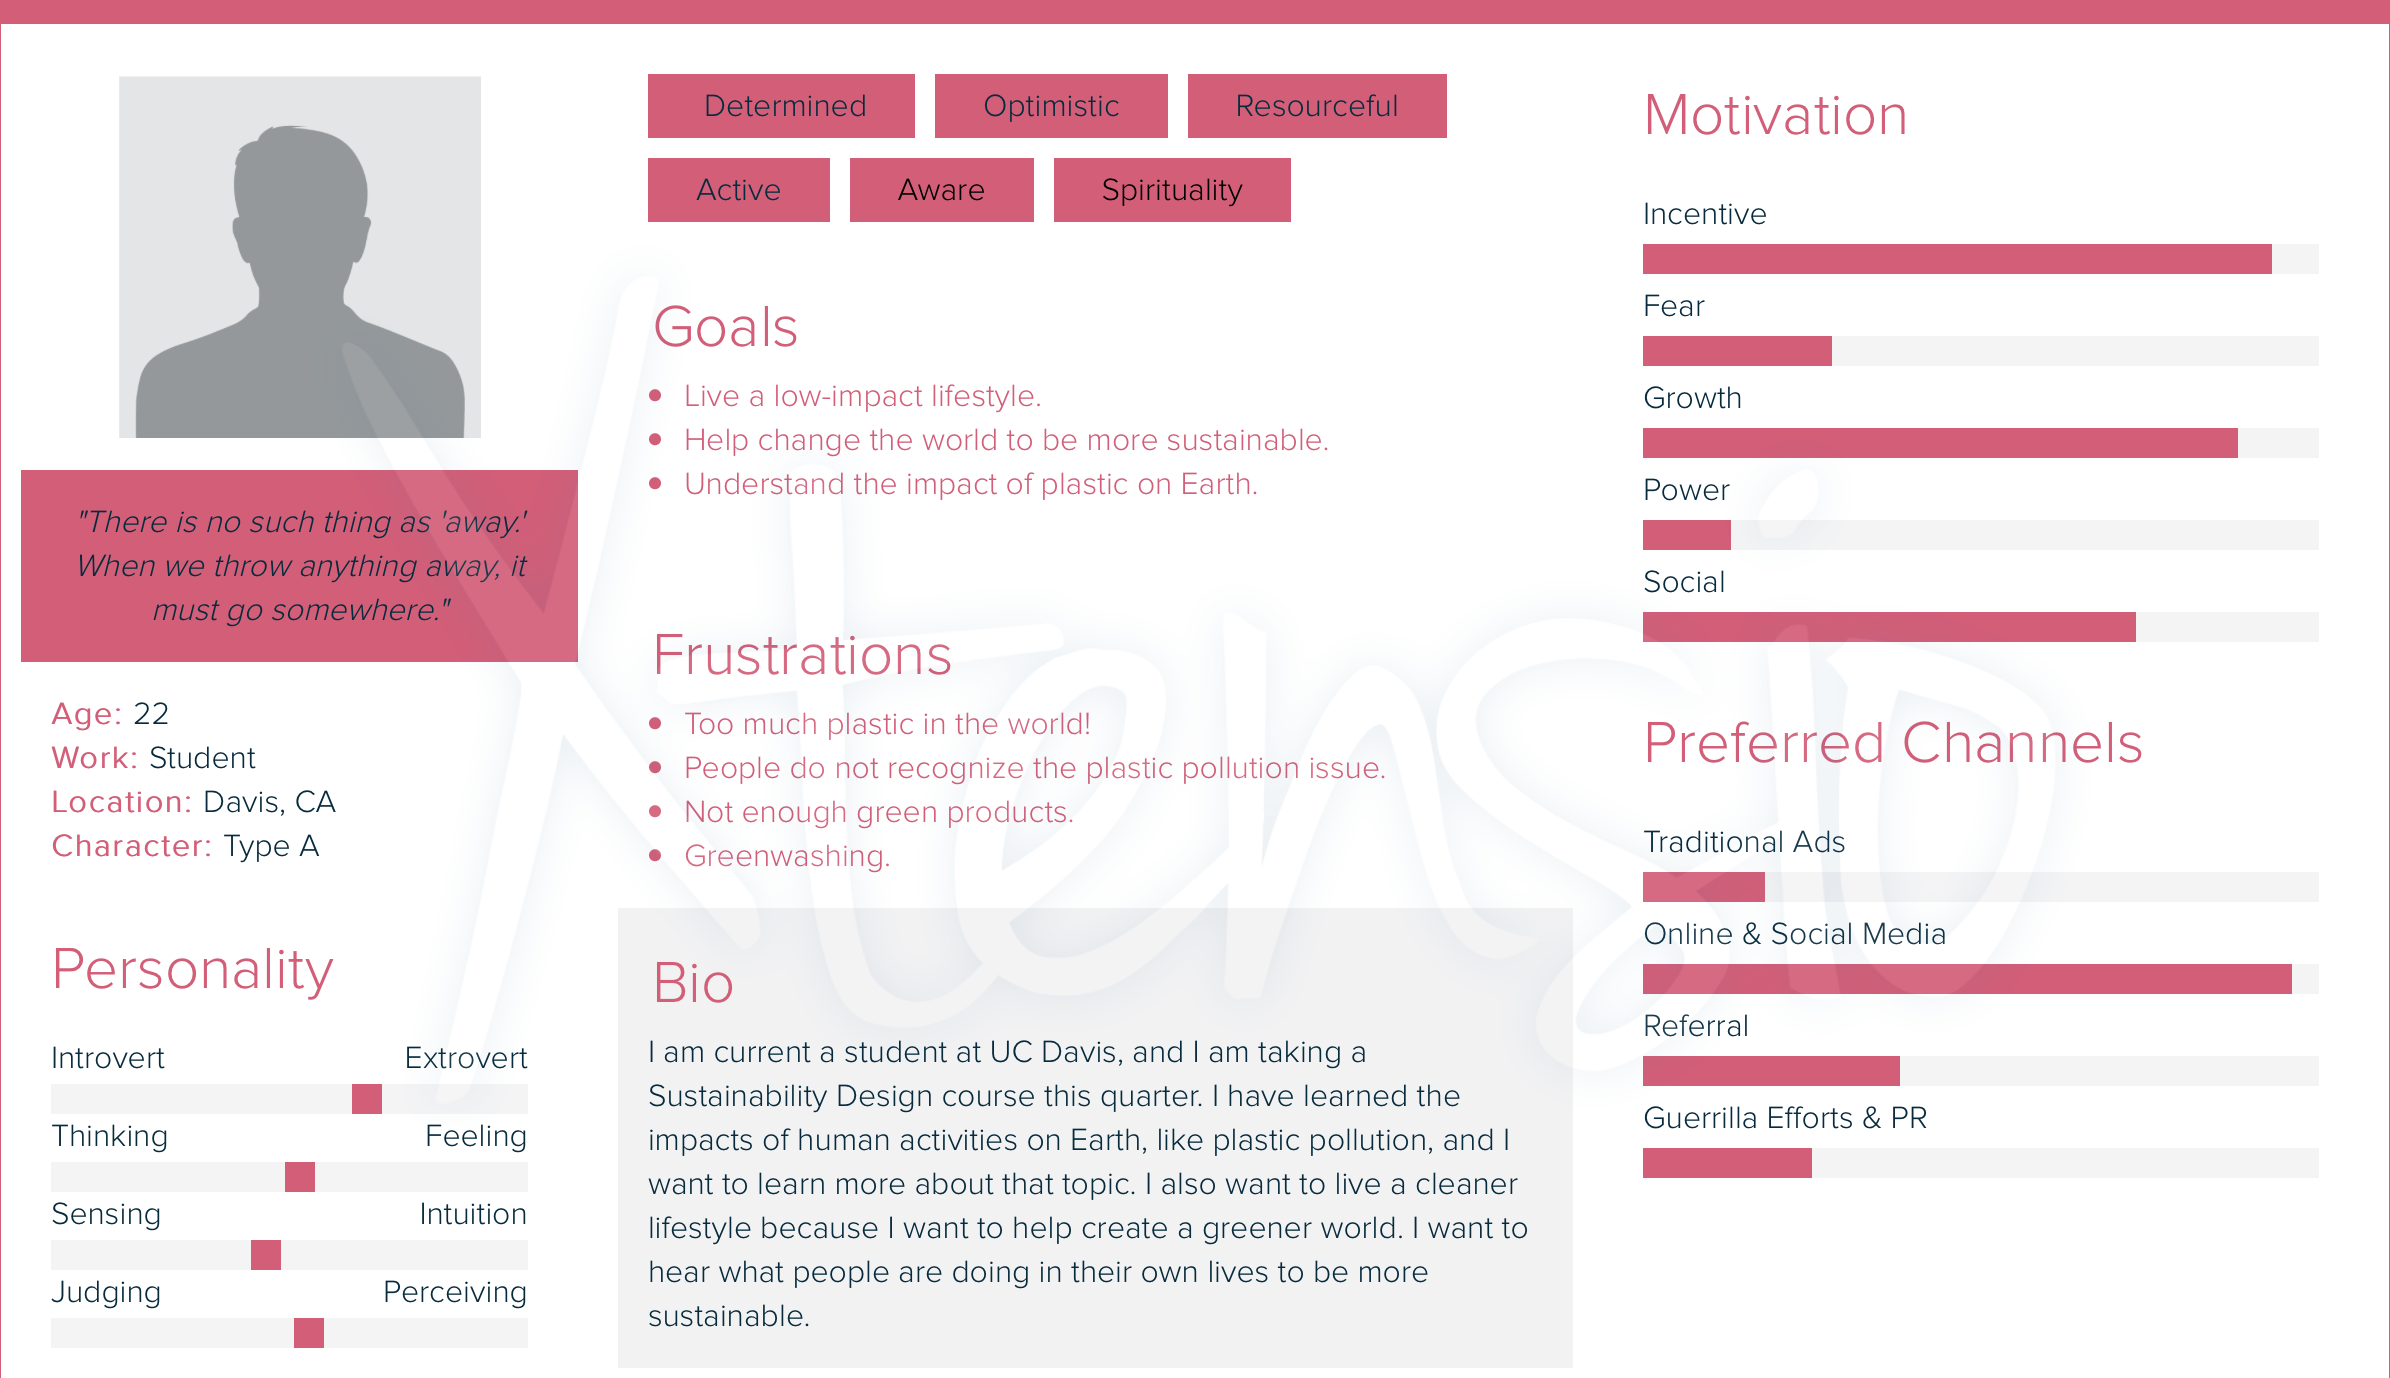 "There is no such thing as 'away.'
When we throw anything away, it
must go somewhere."
Age: 22
Work: Student
Location: Davis, CA
Character: Type A
Personality
Introvert Extrovert
Thinking Feeling
Sensing Intuition
Judging Perceiving
Determined Optimistic Resourceful
Active Aware Spirituality
Goals
Live a low-impact lifestyle.
Help change the world to be more sustainable.
Understand the impact of plastic on Earth.
Frustrations
Too much plastic in the world!
People do not recognize the plastic pollution issue.
Not enough green products.
Greenwashing.
Bio
I am current a student at UC Davis, and I am taking a
Sustainability Design course this quarter. I have learned the
impacts of human activities on Earth, like plastic pollution, and I
want to learn more about that topic. I also want to live a cleaner
lifestyle because I want to help create a greener world. I want to
hear what people are doing in their own lives to be more
sustainable.
Motivation
Incentive
Fear
Growth
Power
Social
Preferred Channels
Traditional Ads
Online & Social Media
Referral
Guerrilla Efforts & PR
Xtensio